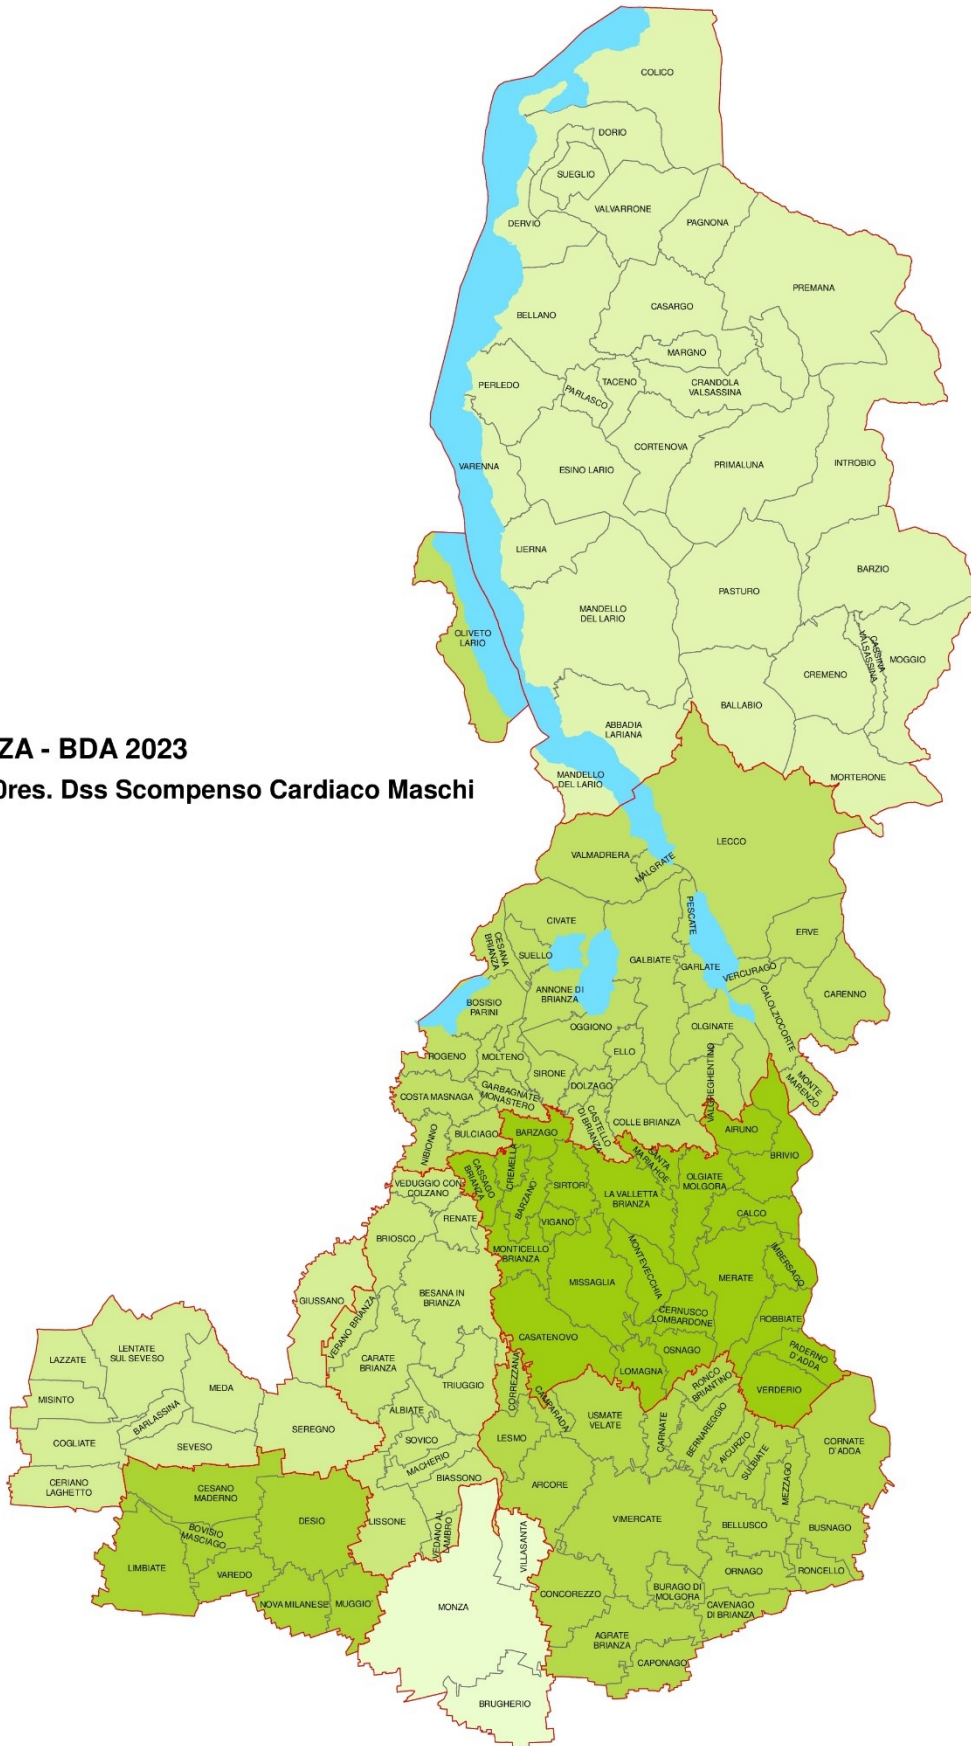 COLICO
DORIO
SUEGLIO
VALVARRONE
PAGNONA
DERVIO
PREMANA
CASARGO
BELLANO
MARGNO
TACENO
CRANDOLA
VALSASSINA
PERLEDO
PARLASCO
CORTENOVA
VARENNA
ESINO LARIO
PRIMALUNA
INTROBIO
LIERNA
BARZIO
PASTURO
MANDELLO
DEL LARIO
OLIVETO
LARIO
CASSINA
VALSASSINA
MOGGIO
CREMENO
BALLABIO
ABBADIA
LARIANA
ZA - BDA 2023
MANDELLO
DEL LARIO
MORTERONE
0res. Dss Scompenso Cardiaco Maschi
LECCO
VALMADRERA
MALGRATE
CIVATE
PESCATE
ERVE
CESANA
BRIANZA
SUELLO
GALBIATE
GARLATE
VERCURAGO
ANNONE DI
BRIANZA
CARENNO
BOSISIO
PARINI
CALOLZIOCORTE
OGGIONO
OLGINATE
ROGENO
MOLTENO
ELLO
SIRONE
VALGREGHENTINO
MONTE
MARENZO
COSTA MASNAGA
GARBAGNATE
MONASTERO
DOLZAGO
CASTELLO
DI BRIANZA
COLLE BRIANZA
AIRUNO
BULCIAGO
BARZAGO
NIBIONNO
BRIVIO
SANTA
MARIA HOE
CREMELLA
CASSAGO
BRIANZA
VEDUGGIO CON
COLZANO
SIRTORI
OLGIATE
MOLGORA
BARZANO
LA VALLETTA
BRIANZA
CALCO
RENATE
VIGANO
BRIOSCO
MONTICELLO
BRIANZA
MONTEVECCHIA
IMBERSAGO
MISSAGLIA
MERATE
BESANA IN
BRIANZA
GIUSSANO
VERANO BRIANZA
CERNUSCO
LOMBARDONE
ROBBIATE
CASATENOVO
LENTATE
SUL SEVESO
LAZZATE
CARATE
BRIANZA
OSNAGO
PADERNO
D'ADDA
LOMAGNA
CORREZZANA
RONCO
BRIANTINO
MEDA
TRIUGGIO
VERDERIO
MISINTO
CAMPARADA
BARLASSINA
ALBIATE
USMATE
VELATE
CARNATE
BERNAREGGIO
SEREGNO
SOVICO
LESMO
COGLIATE
SEVESO
AICURZIO
SULBIATE
CORNATE
D'ADDA
MACHERIO
BIASSONO
CERIANO
LAGHETTO
CESANO
MADERNO
ARCORE
MEZZAGO
DESIO
LISSONE
VEDANO AL
LAMBRO
VIMERCATE
BELLUSCO
BUSNAGO
BOVISIO
MASCIAGO
VILLASANTA
LIMBIATE
VAREDO
ORNAGO
RONCELLO
NOVA MILANESE
MUGGIO'
MONZA
CONCOREZZO
BURAGO DI
MOLGORA
CAVENAGO
DI BRIANZA
AGRATE
BRIANZA
CAPONAGO
BRUGHERIO